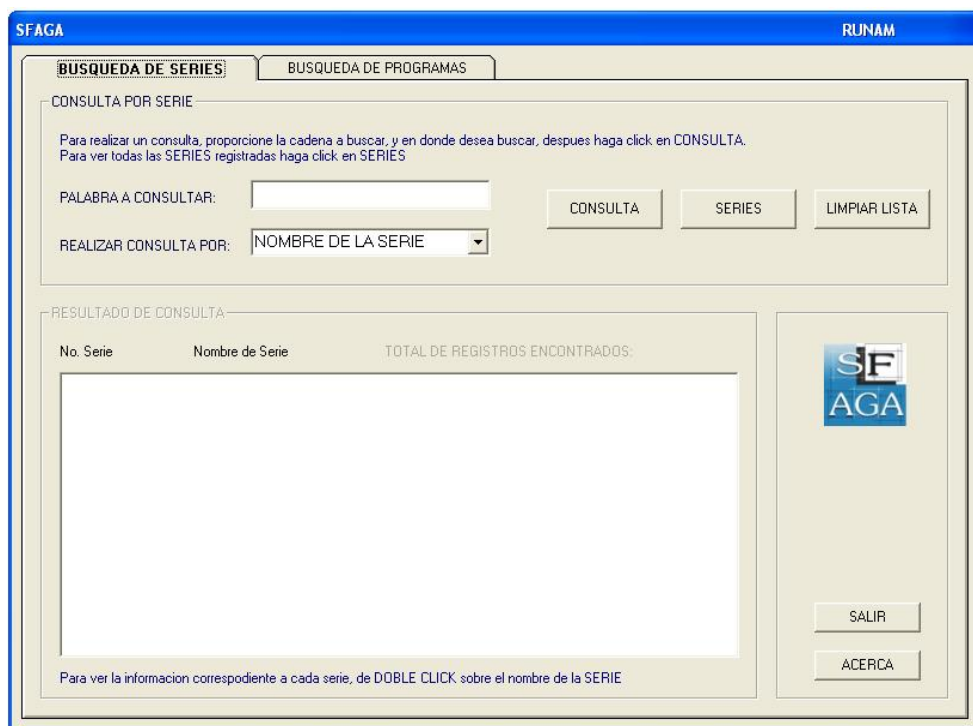 SFAGA RUNAM
BUSQUEDA DE SERIES BUSQUEDA DE PROGRAMAS
CONSULTA POR SERIE
Para realizar un consulta, proporcione la cadena a buscar, y en donde desea buscar, despues haga click en CONSULTA.
Para ver todas las SERIES registradas haga click en SERIES
PALABRA A CONSULTAR:
CONSULTA SERIES LIMPIAR LISTA
REALIZAR CONSULTA POR: NOMBRE DE LA SERIE
RESULTADO DE CONSULTA
No. Serie Nombre de Serie TOTAL DE REGISTROS ENCONTRADOS:
SF
AGA
SALIR
ACERCA
Para ver la informacion correspodiente a cada serie, de DOBLE CLICK sobre el nombre de la SERIE